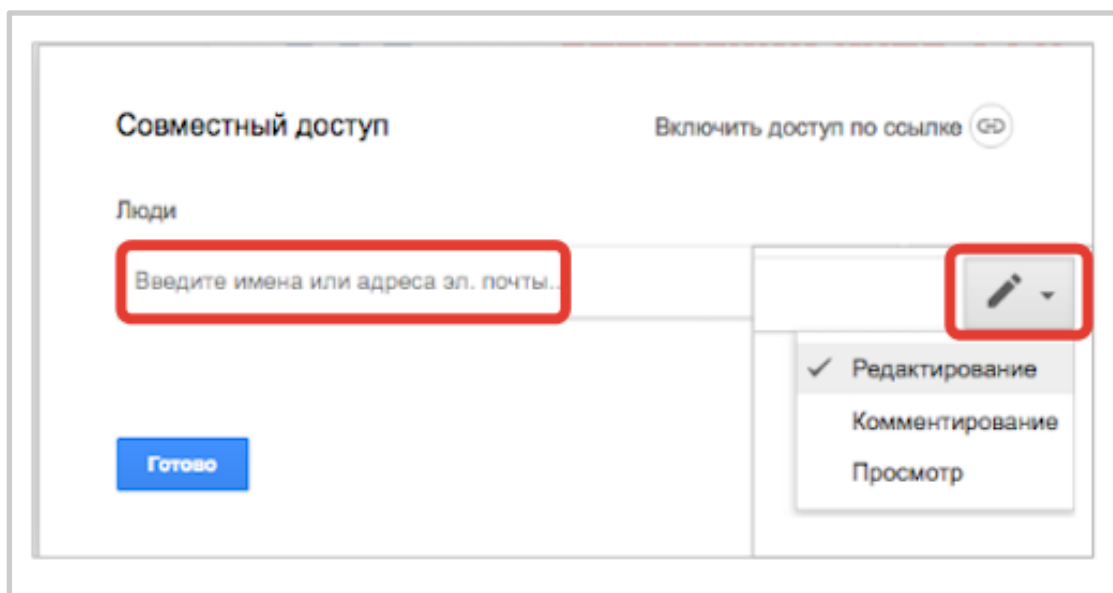 Совместный доступ
Включить доступ по ссылке
Люди
Введите имена или адреса эл. почты..
Редактирование
Комментирование
Просмотр
Готово